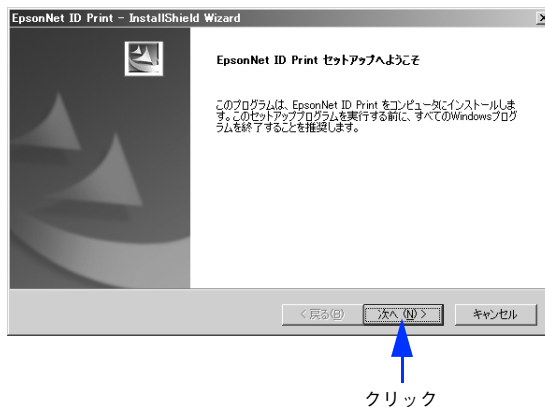 EpsonNet ID Print - InstallShield Wizard
EpsonNet ID Print セットアップへようこそ
このプログラムは、EpsonNet ID Print をコンピュータにインストールしま
す。このセットアッププログラムを実行する前に、すべてのWindowsプログ
ラムを終了することを推奨します。
< 戻る(B)
次へ(N) >
キャンセル
クリック